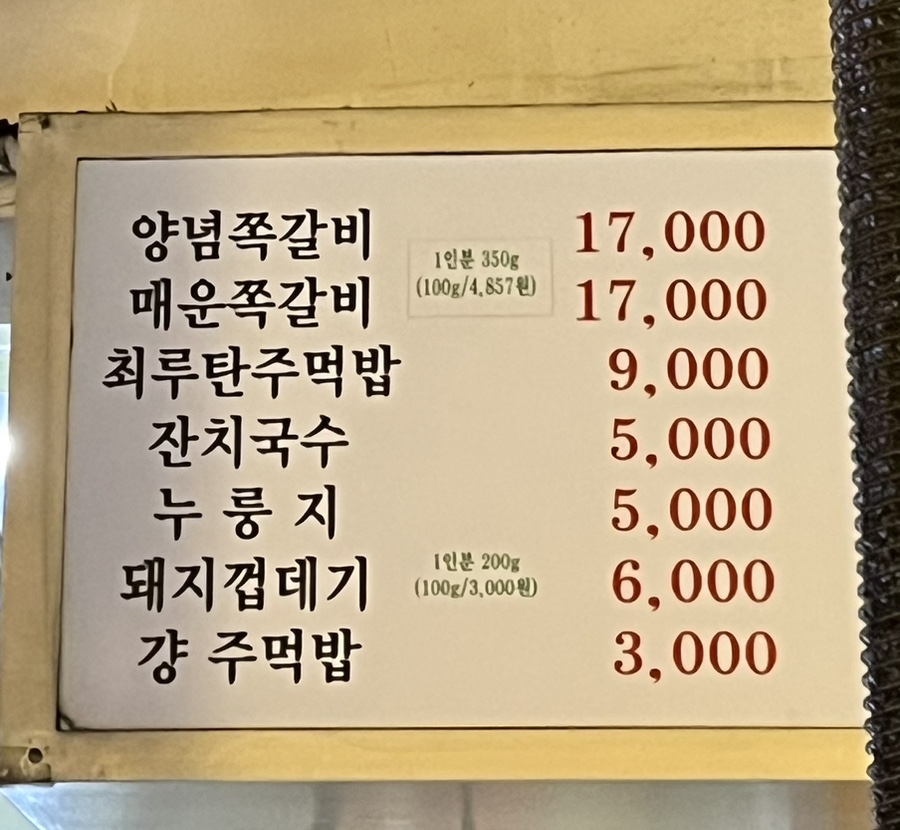 양념쪽갈비 17,000
1인분 350g
(100g/4,857원)
매운쪽갈비 17,000
최루탄주먹밥 9,000
잔치국수 5,000
누룽지 5,000
돼지껍데기 6,000
1인분 200g
(100g/3,000원)
걍 주먹밥 3,000